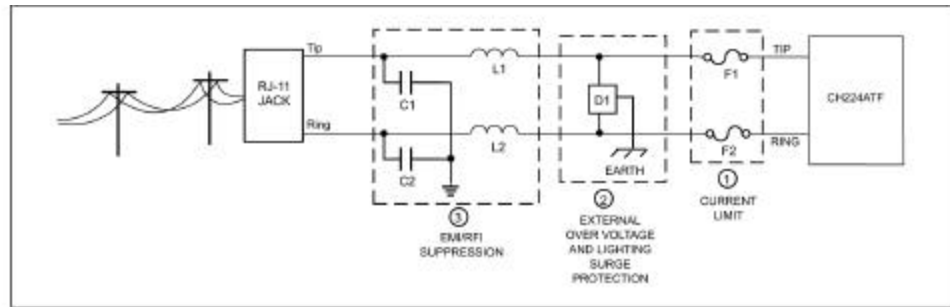 RJ-11
JACK
Tip
Ring
C1
C2
L1
L2
3
EMI/RFI
SUPPRESSION
D1
EARTH
2
EXTERNAL
OVER VOLTAGE
AND LIGHTING
SURGE
PROTECTION
F1
F2
1
CURRENT
LIMIT
TIP
RING
CH224ATF